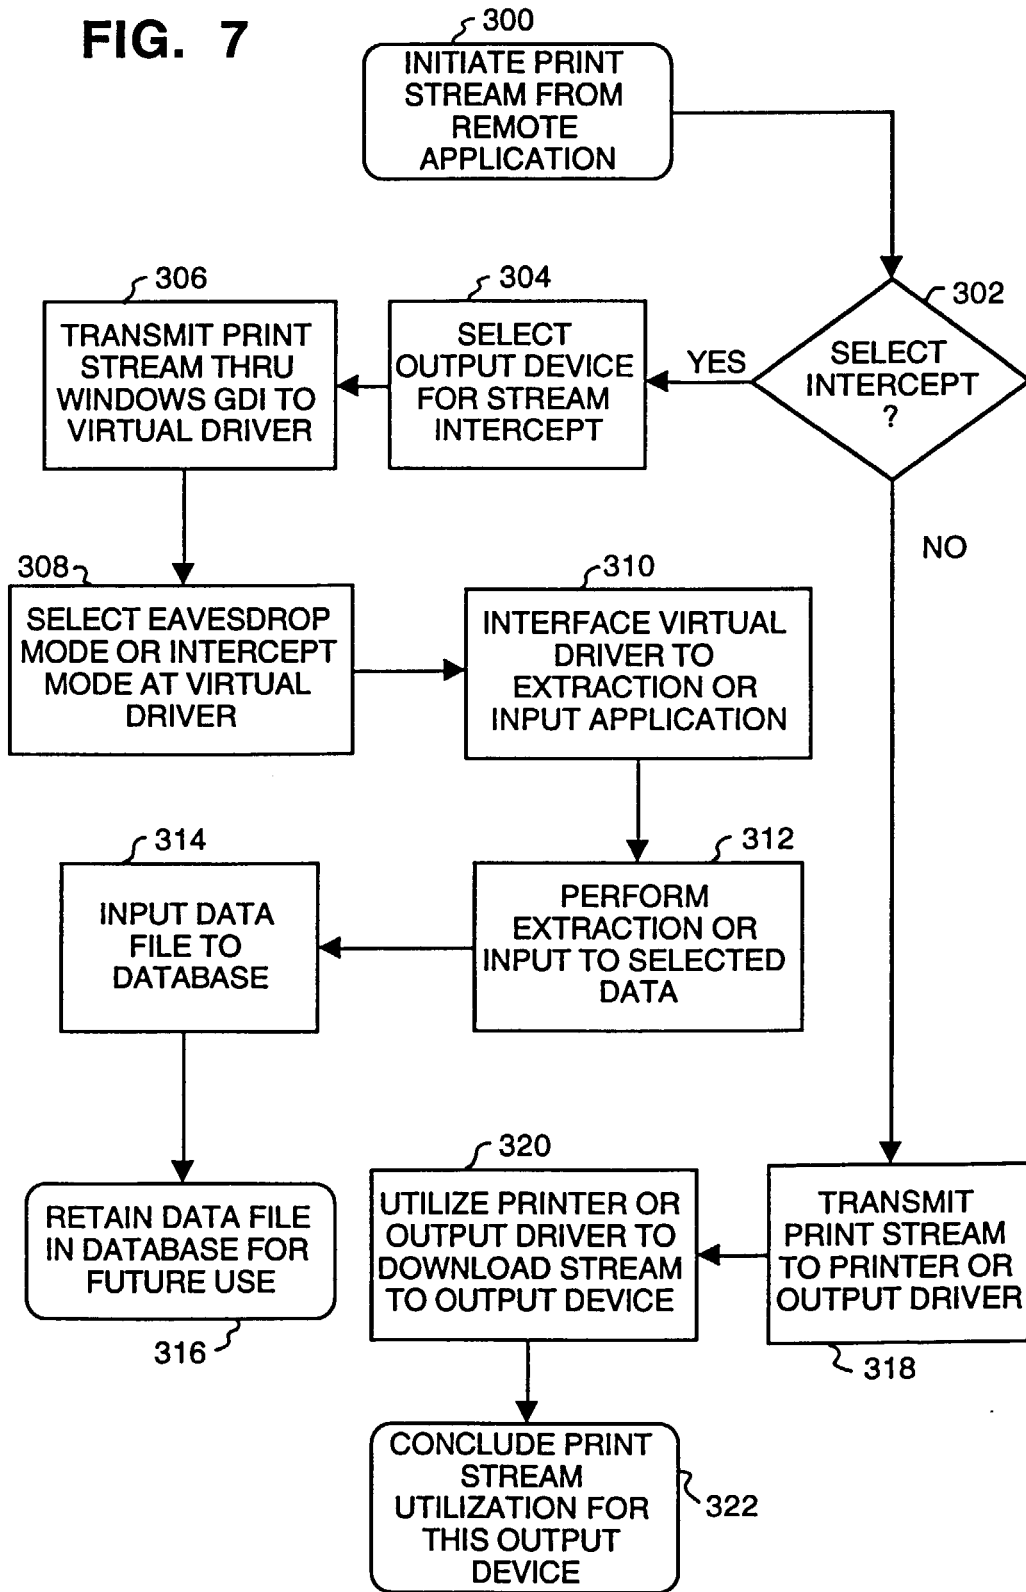 FIG. 7
300
INITIATE PRINT
STREAM FROM
REMOTE
APPLICATION
302
SELECT
INTERCEPT
?
YES
NO
304
SELECT
OUTPUT DEVICE
FOR STREAM
INTERCEPT
306
TRANSMIT PRINT
STREAM THRU
WINDOWS GDI TO
VIRTUAL DRIVER
308
SELECT EAVESDROP
MODE OR INTERCEPT
MODE AT VIRTUAL
DRIVER
310
INTERFACE VIRTUAL
DRIVER TO
EXTRACTION OR
INPUT APPLICATION
312
PERFORM
EXTRACTION OR
INPUT TO SELECTED
DATA
314
INPUT DATA
FILE TO
DATABASE
RETAIN DATA FILE
IN DATABASE FOR
FUTURE USE
316
TRANSMIT
PRINT STREAM
TO PRINTER OR
OUTPUT DRIVER
318
320
UTILIZE PRINTER OR
OUTPUT DRIVER TO
DOWNLOAD STREAM
TO OUTPUT DEVICE
CONCLUDE PRINT
STREAM
UTILIZATION FOR
THIS OUTPUT
DEVICE
322